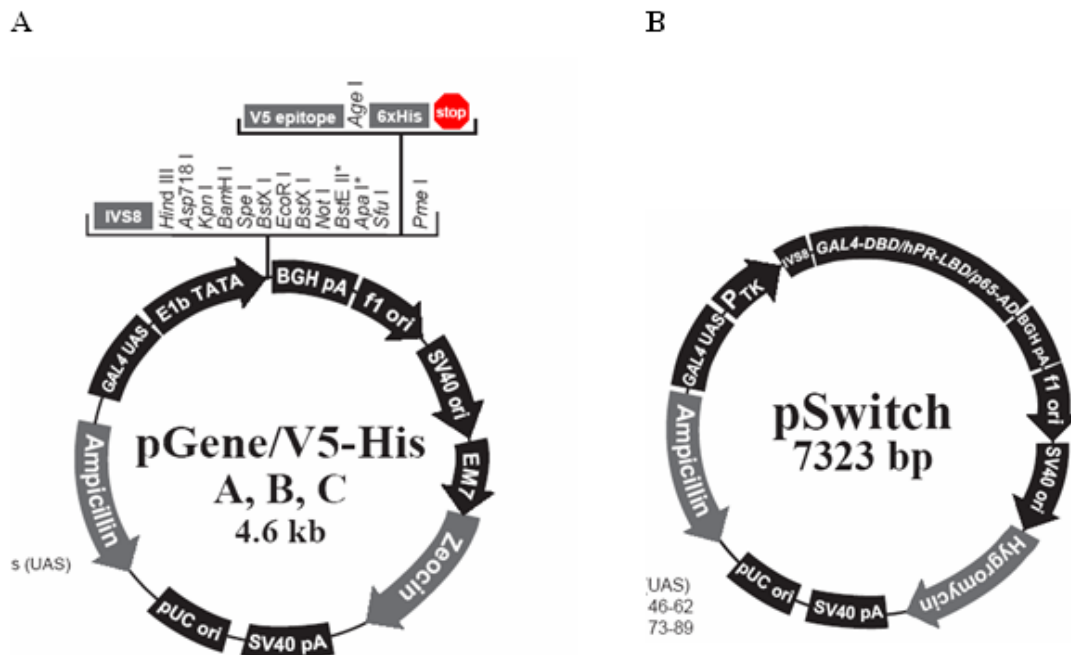 A
B
V5 epitope
Age I
6xHis
stop
IVS8
Hind III
Asp718 I
Kpn I
BamH I
Spe I
BstX I
EcoR I
BstX I
Not I
BstE II*
Apa I*
Sfu I
Pme I
GAL4 UAS
E1b TATA
BGH pA
f1 ori
SV40 ori
EM7
Zeocin
SV40 pA
pUC ori
Ampicillin
pGene/V5-His
A, B, C
4.6 kb
s (UAS)
GAL4 UAS
PTK
IVS8
GAL4-DBD/hPR-LBD/p65-AD
BGH pA
f1 ori
SV40 ori
Hygromycin
SV40 pA
pUC ori
Ampicillin
pSwitch
7323 bp
(UAS)
46-62
73-89